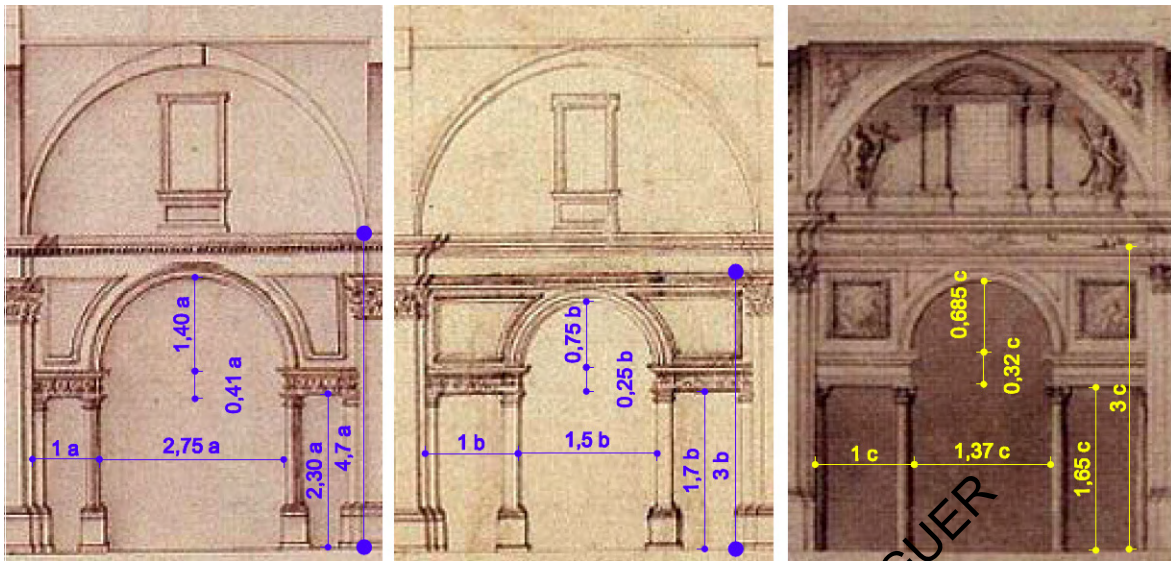 1,40 a
0,41 a
1 a
2,75 a
2,30 a
4,7 a
0,75 b
0,25 b
1 b
1,5 b
1,7 b
3 b
0,685 c
0,32 c
1 c
1,37 c
1,65 c
3 c
GUER